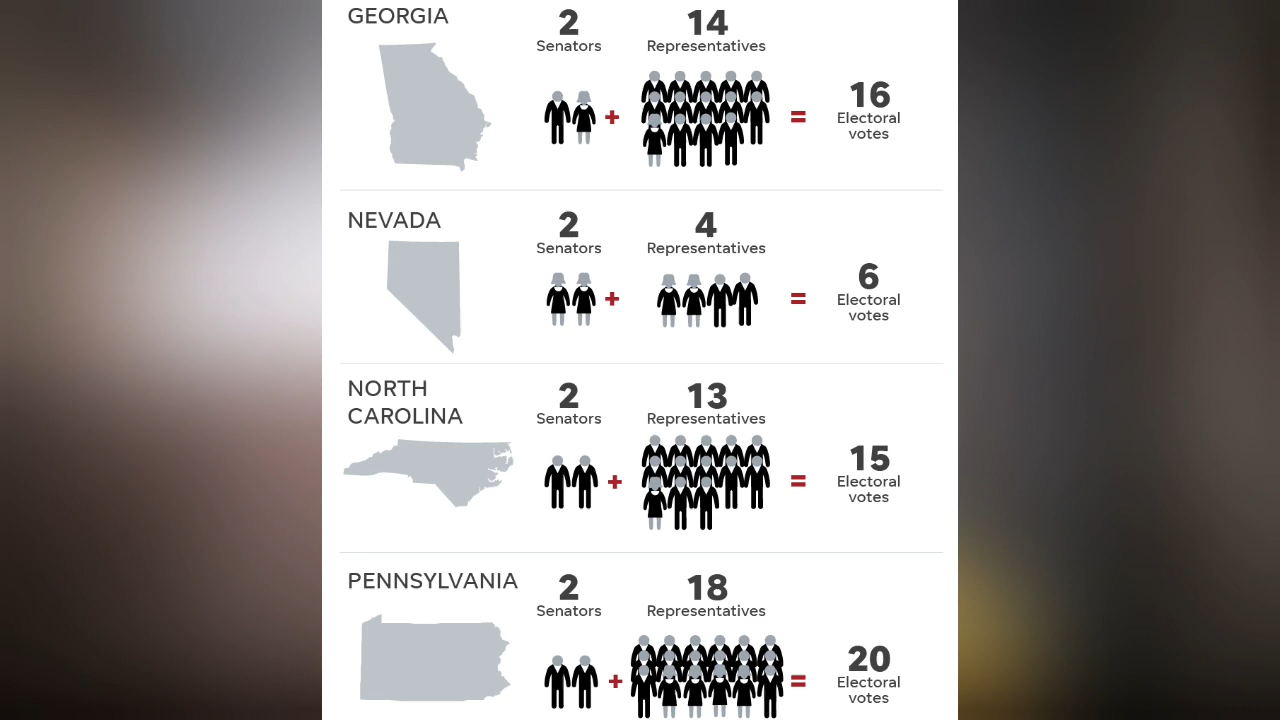 GEORGIA
2
Senators
14
Representatives
+
=
16
Electoral
votes
NEVADA
2
Senators
4
Representatives
+
=
6
Electoral
votes
NORTH
CAROLINA
2
Senators
13
Representatives
+
=
15
Electoral
votes
PENNSYLVANIA
2
Senators
18
Representatives
+
=
20
Electoral
votes